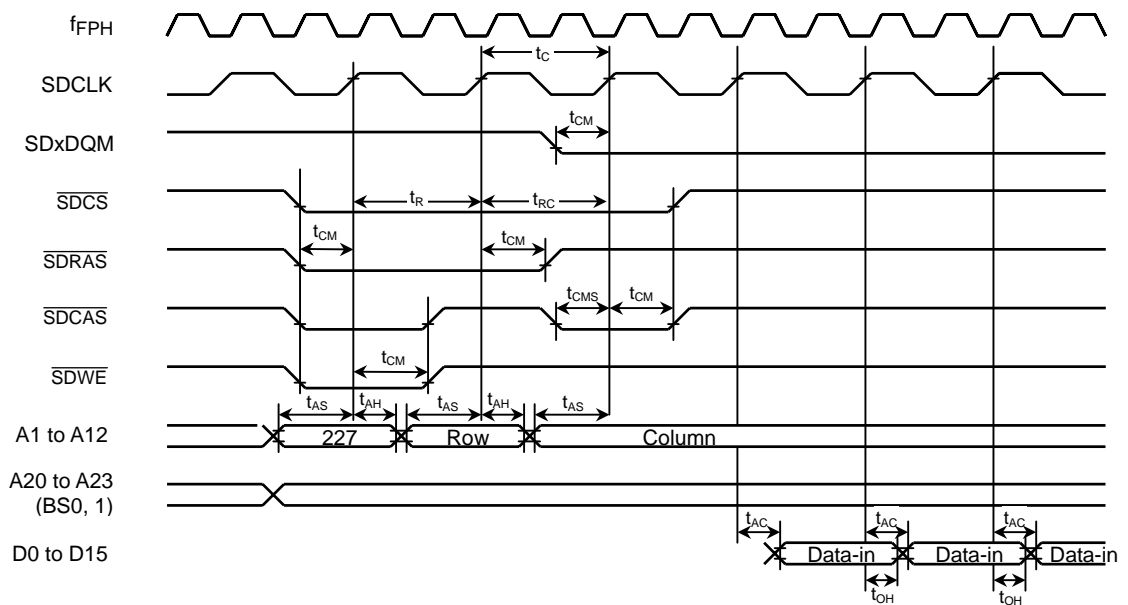 fFPH
tC
SDCLK
tCM
SDxDQM
SDCS
tR
tRC
tCM
tCM
SDRAS
tCMS
tCM
SDCAS
tCM
SDWE
tAS
tAH
tAS
tAH
tAS
A1 to A12
227
Row
Column
A20 to A23
(BS0, 1)
tAC
tAC
tAC
D0 to D15
Data-in
Data-in
Data-in
tOH
tOH